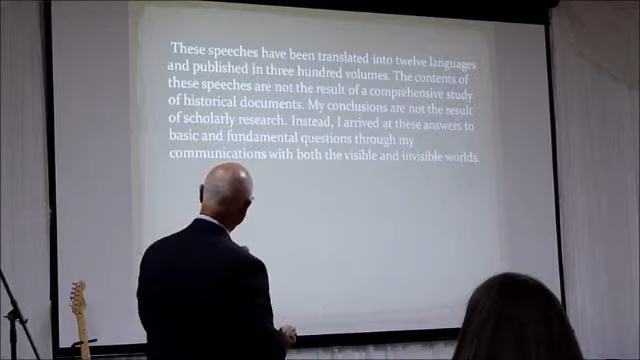 These speeches have been translated into twelve languages
and published in three hundred volumes. The contents of
these speeches are not the result of a comprehensive study
of historical documents. My conclusions are not the result
of scholarly research. Instead, I arrived at these answers to
basic and fundamental questions through my
communications with both the visible and invisible worlds.